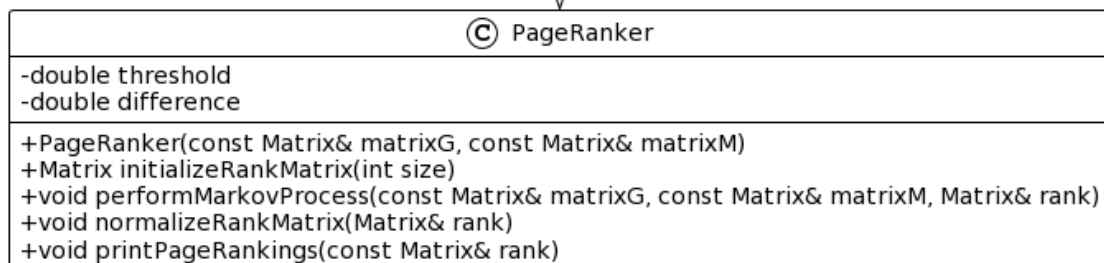 C PageRanker
-double threshold
-double difference
+PageRanker(const Matrix& matrixG, const Matrix& matrixM)
+Matrix initializeRankMatrix(int size)
+void performMarkovProcess(const Matrix& matrixG, const Matrix& matrixM, Matrix& rank)
+void normalizeRankMatrix(Matrix& rank)
+void printPageRankings(const Matrix& rank)